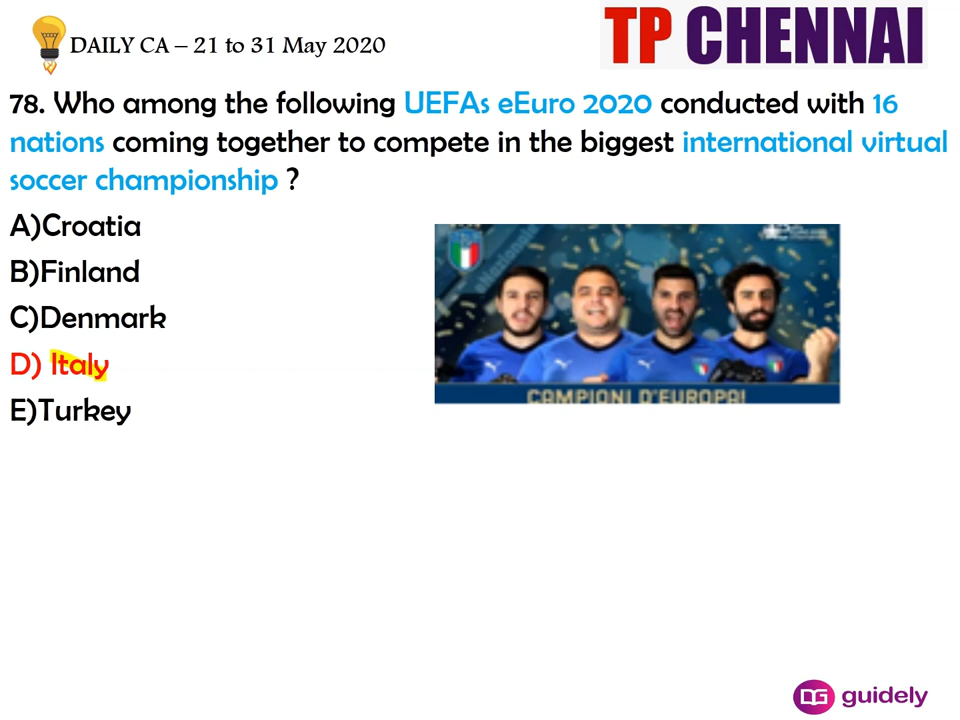 DAILY CA – 21 to 31 May 2020
TP CHENNAI
78. Who among the following UEFAs eEuro 2020 conducted with 16
nations coming together to compete in the biggest international virtual
soccer championship ?
A)Croatia
B)Finland
C)Denmark
D) Italy
E)Turkey
CAMPIONI D'EUROPA!
DG guidely